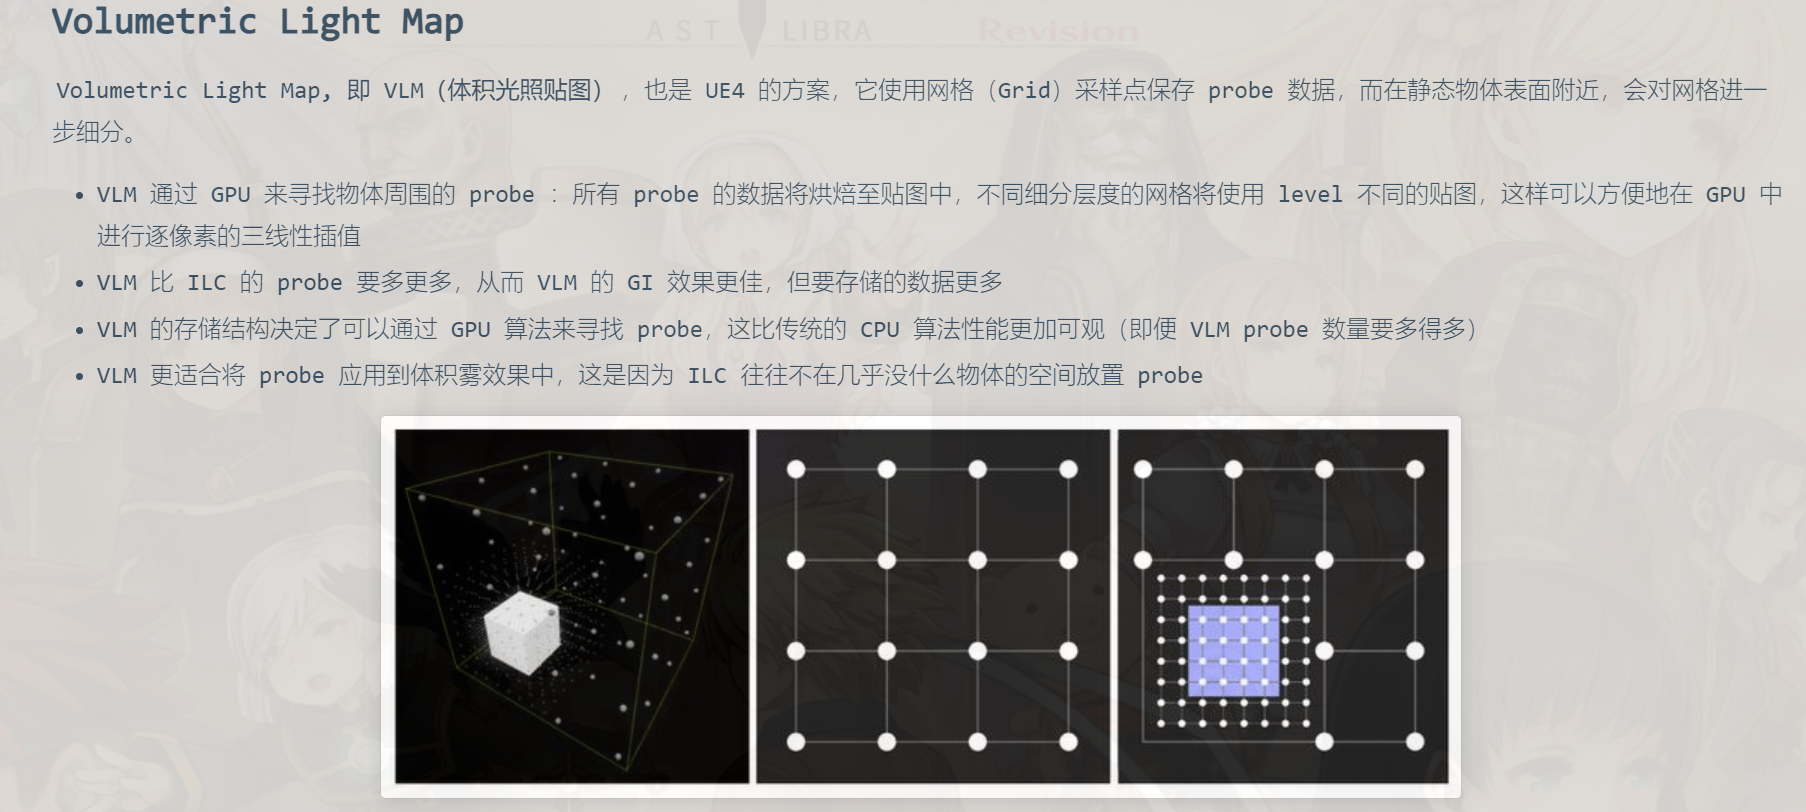 AST LIBRA Revision
Volumetric Light Map
Volumetric Light Map, 即 VLM（体积光照贴图），也是 UE4 的方案，它使用网格（Grid）采样点保存 probe 数据，而在静态物体表面附近，会对网格进一
步细分。
• VLM 通过 GPU 来寻找物体周围的 probe ：所有 probe 的数据将烘焙至贴图中，不同细分层度的网格将使用 level 不同的贴图，这样可以方便地在 GPU 中
进行逐像素的三线性插值
• VLM 比 ILC 的 probe 要多更多，从而 VLM 的 GI 效果更佳，但要存储的数据更多
• VLM 的存储结构决定了可以通过 GPU 算法来寻找 probe，这比传统的 CPU 算法性能更加可观（即便 VLM probe 数量要多得多）
• VLM 更适合将 probe 应用到体积雾效果中，这是因为 ILC 往往不在几乎没什么物体的空间放置 probe